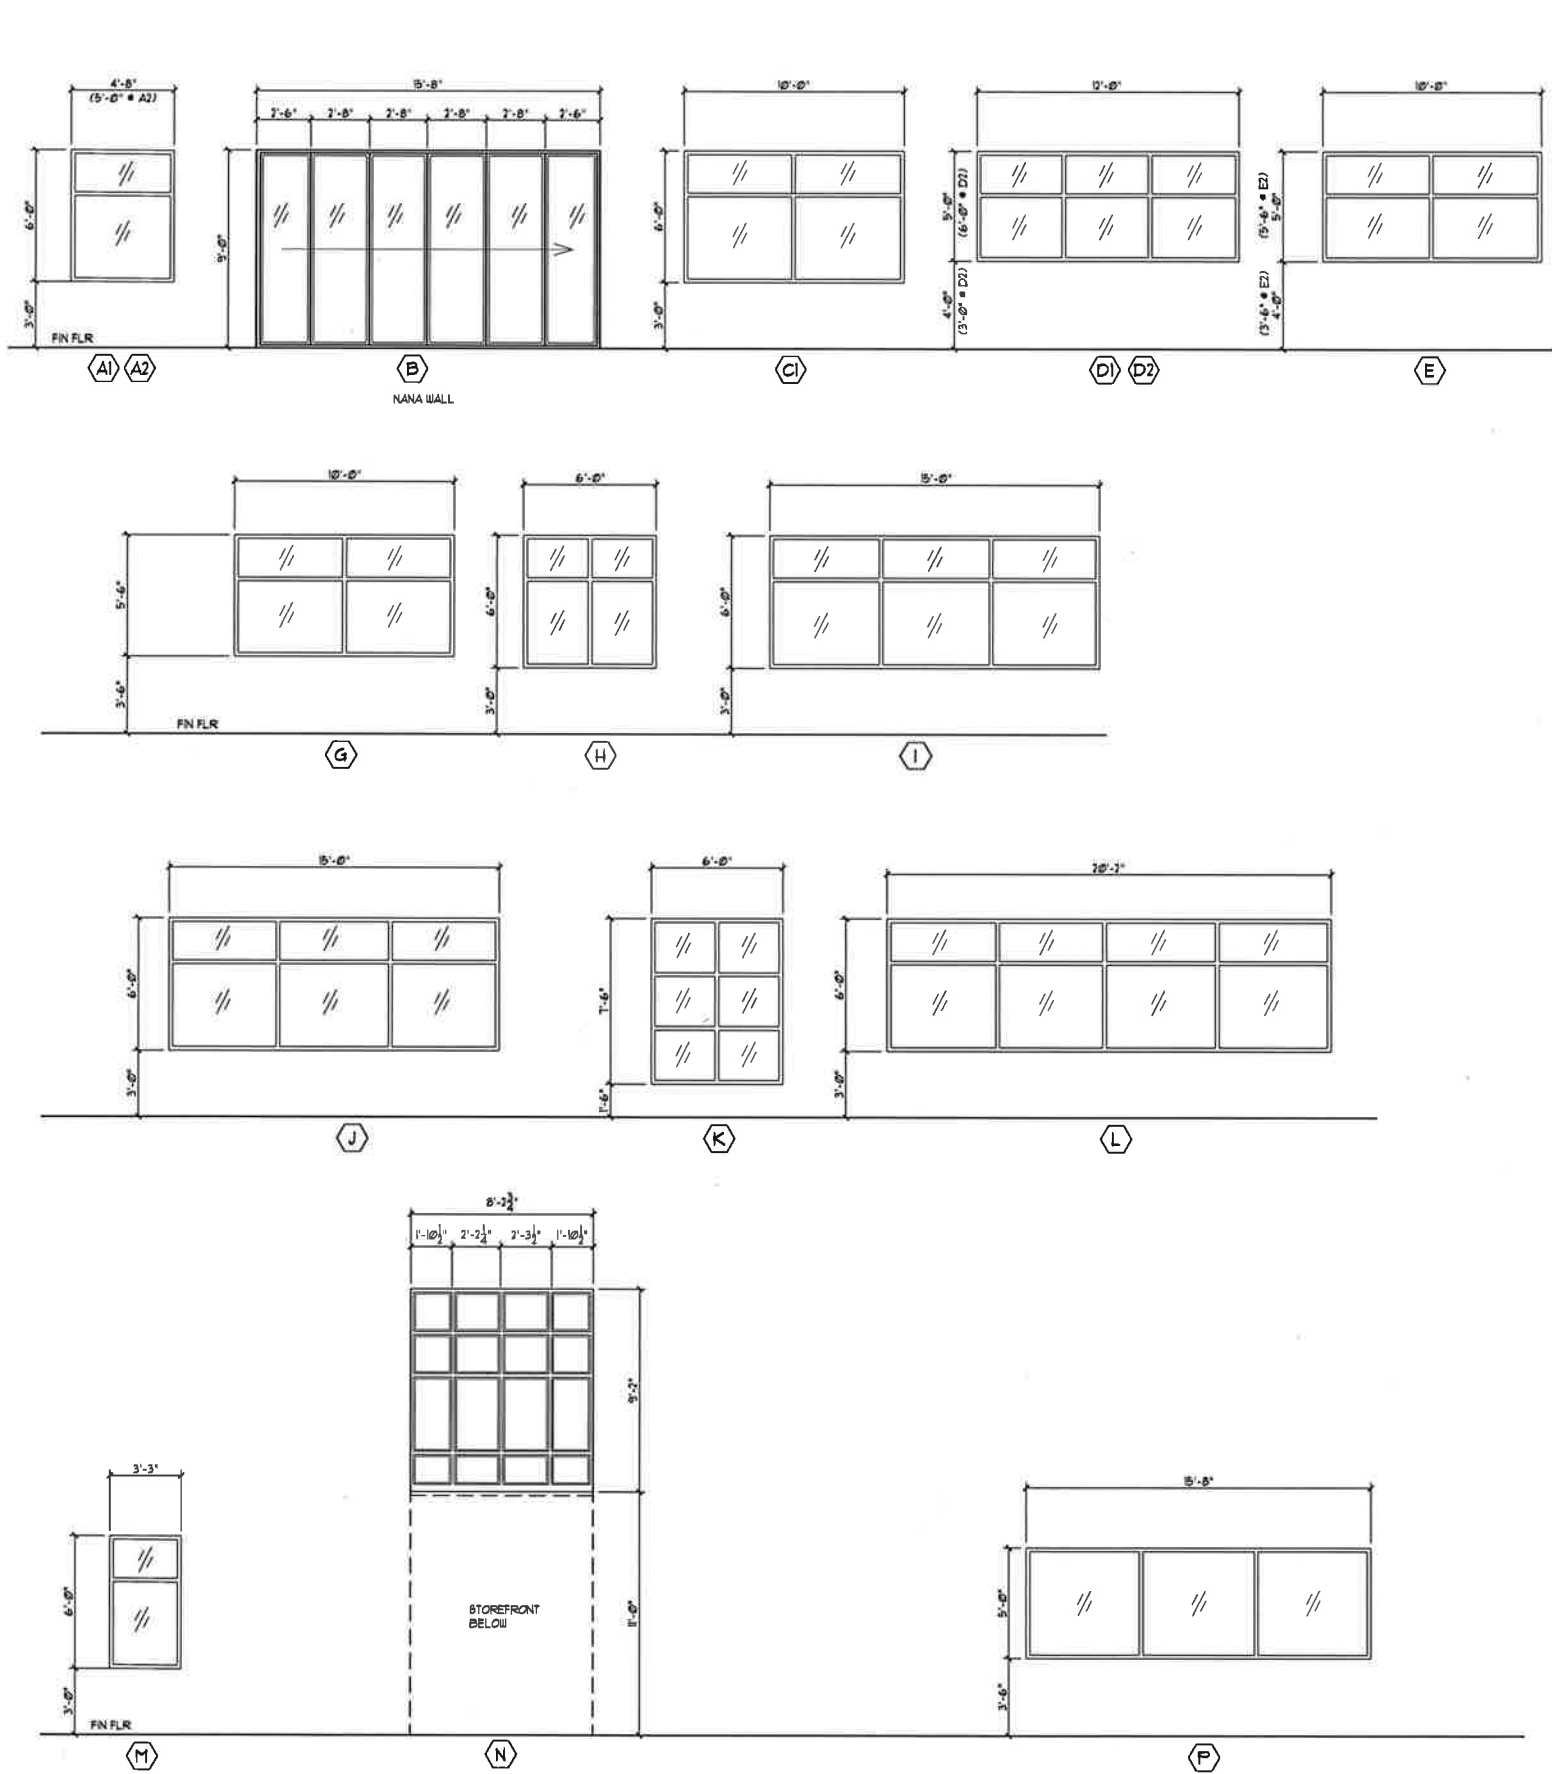 4'-8"
(5'-0" @ A2)
6'-0"
3'-0"
FIN FLR
A1 A2
15'-8"
2'-6" 2'-8" 2'-8" 2'-8" 2'-8" 2'-6"
9'-0"
B
NANA WALL
10'-0"
6'-0"
3'-0"
C1
12'-0"
5'-0"
(6'-0" @ D2)
4'-0"
(3'-0" @ D2)
D1 D2
10'-0"
(5'-6" @ E2)
5'-0"
(3'-6" @ E2)
4'-0"
E
10'-0"
5'-6"
3'-6"
FIN FLR
G
6'-0"
6'-0"
3'-0"
H
15'-0"
6'-0"
3'-0"
I
15'-0"
6'-0"
3'-0"
J
6'-0"
7'-6"
1'-6"
K
20'-2"
6'-0"
3'-0"
L
3'-3"
6'-0"
3'-0"
FIN FLR
M
8'-2 3/4"
1'-10 1/2" 2'-2 1/4" 2'-3 1/2" 1'-10 1/2"
9'-2"
11'-0"
STOREFRONT
BELOW
N
15'-8"
5'-0"
3'-6"
P